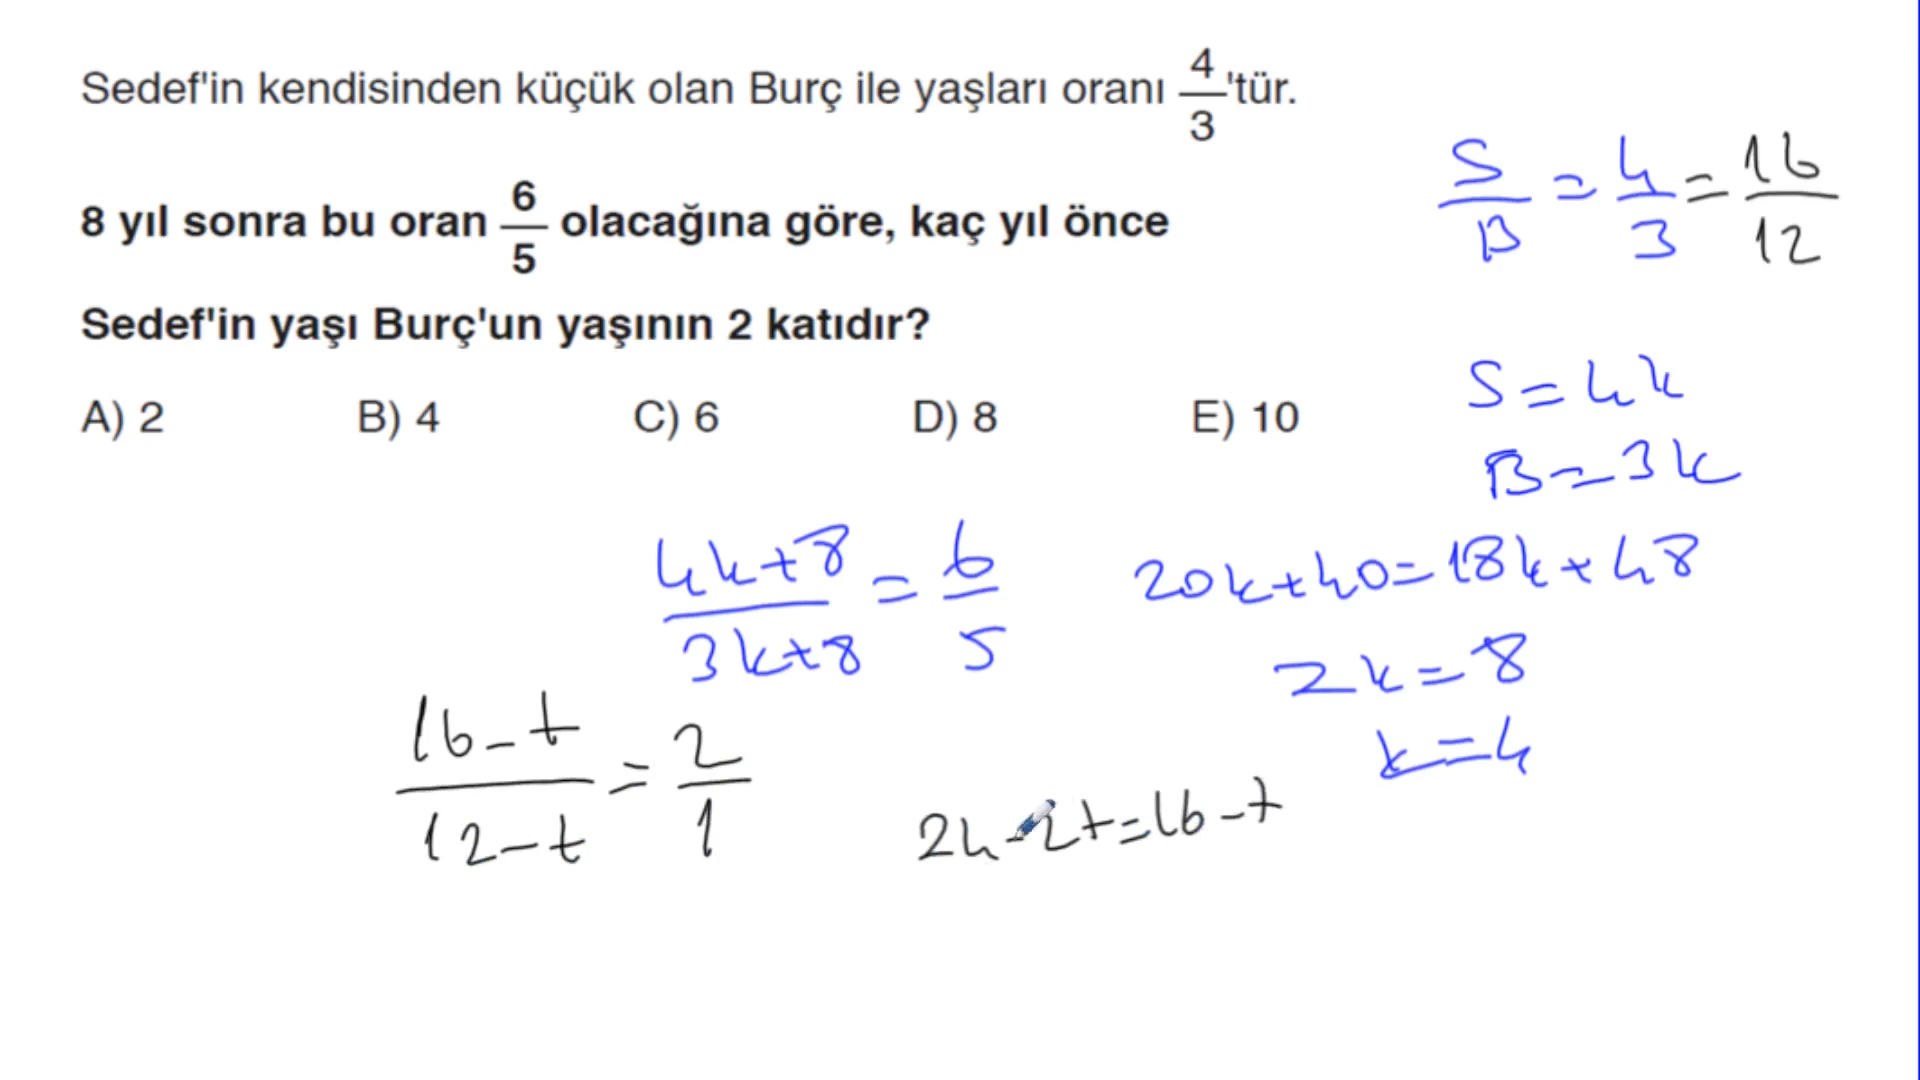 Sedef'in kendisinden küçük olan Burç ile yaşları oranı 4/3'tür.
8 yıl sonra bu oran 6/5 olacağına göre, kaç yıl önce
Sedef'in yaşı Burç'un yaşının 2 katıdır?
A) 2 B) 4 C) 6 D) 8 E) 10
S/B = 4/3 = 16/12
S = 4k
B = 3k
4k+8/3k+8 = 6/5
20k+40=18k+48
2k=8
k=4
16-t/12-t = 2/1
24-2t=16-t